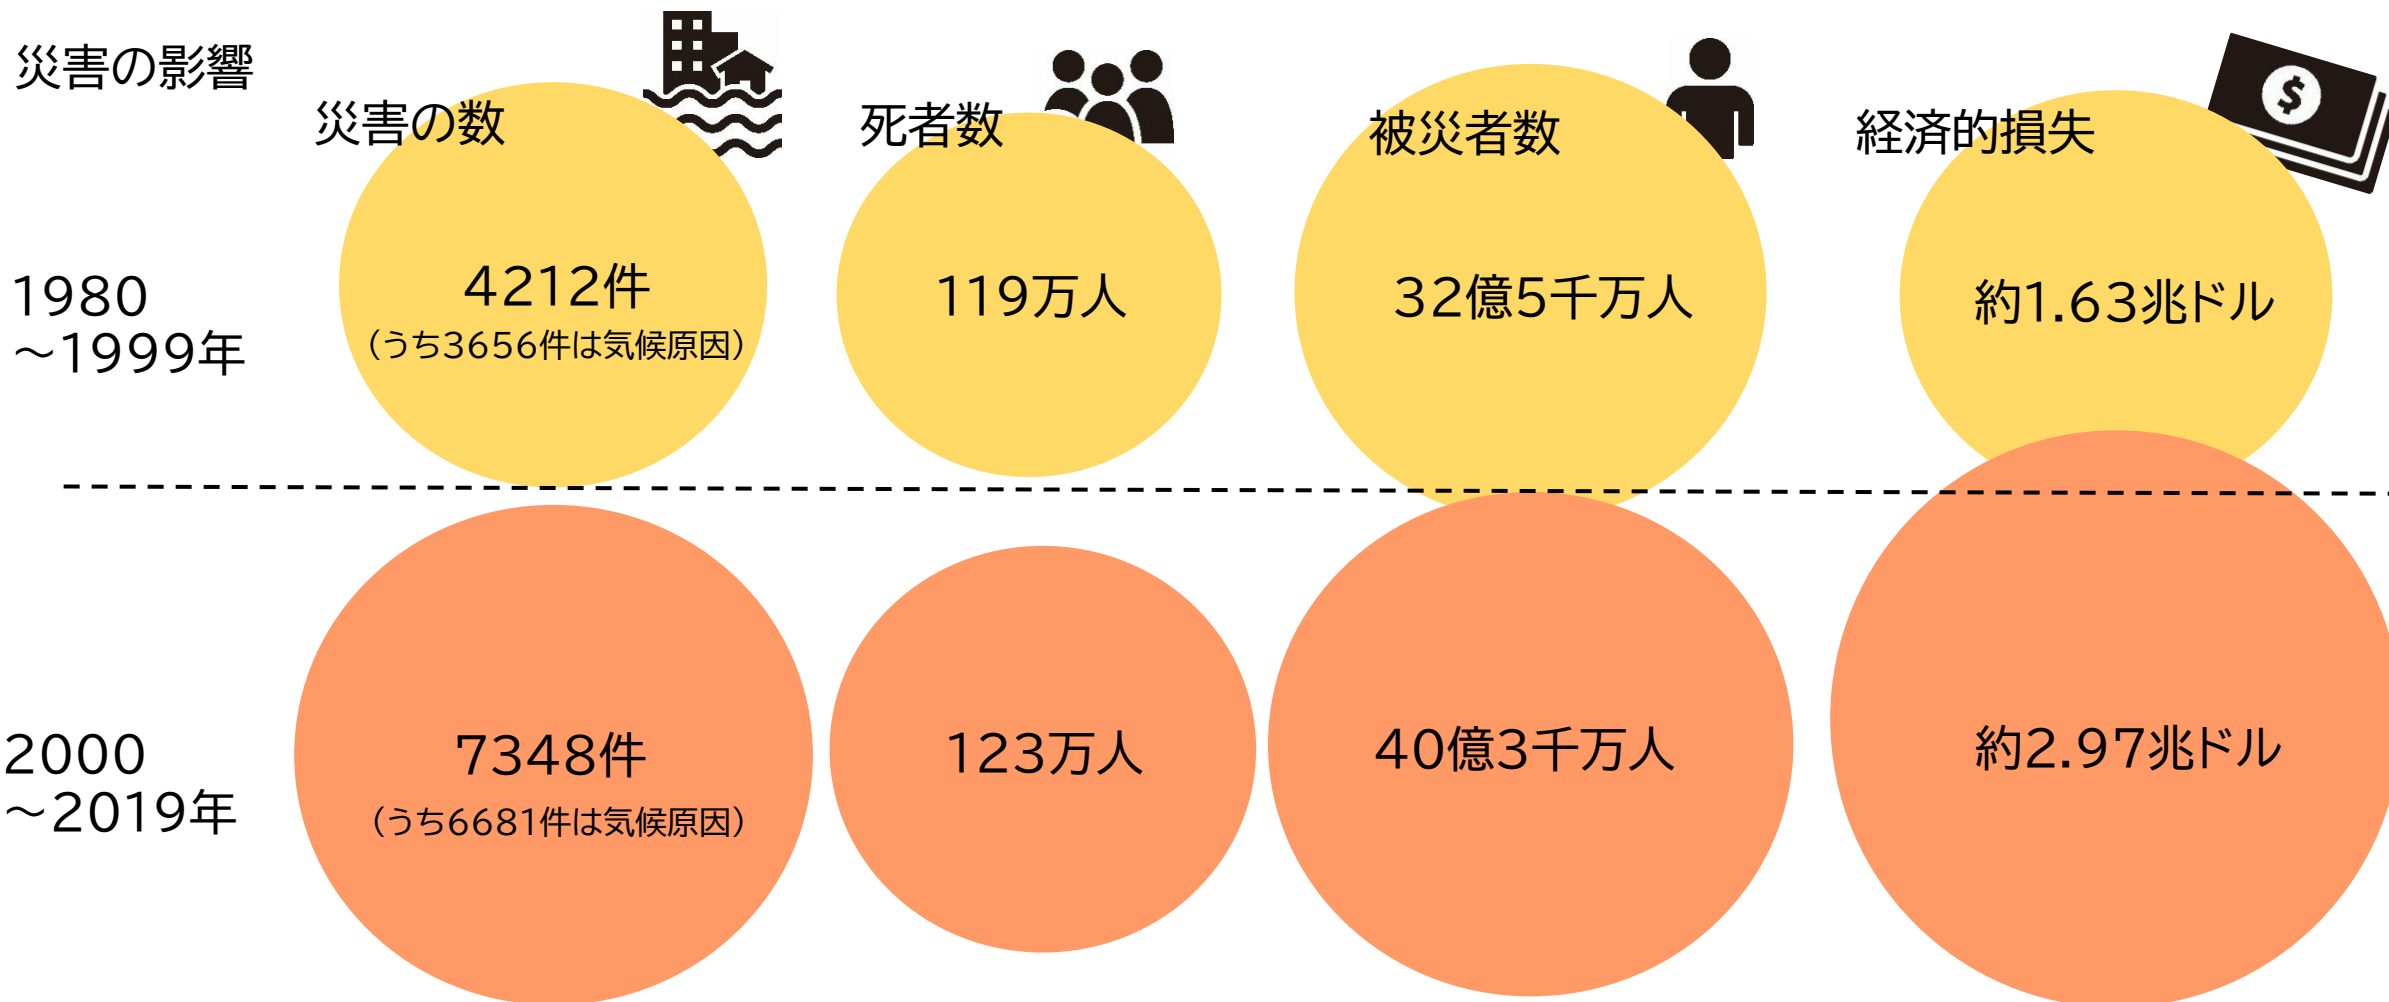 災害の影響
災害の数
死者数
被災者数
経済的損失
$
1980
～1999年
4212件
（うち3656件は気候原因）
119万人
32億5千万人
約1.63兆ドル
2000
～2019年
7348件
（うち6681件は気候原因）
123万人
40億3千万人
約2.97兆ドル